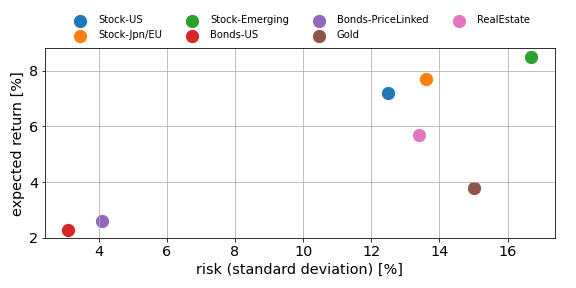 Stock-US Stock-Emerging Bonds-PriceLinked RealEstate
Stock-Jpn/EU Bonds-US Gold
expected return [%]
8
6
4
2
4 6 8 10 12 14 16
risk (standard deviation) [%]